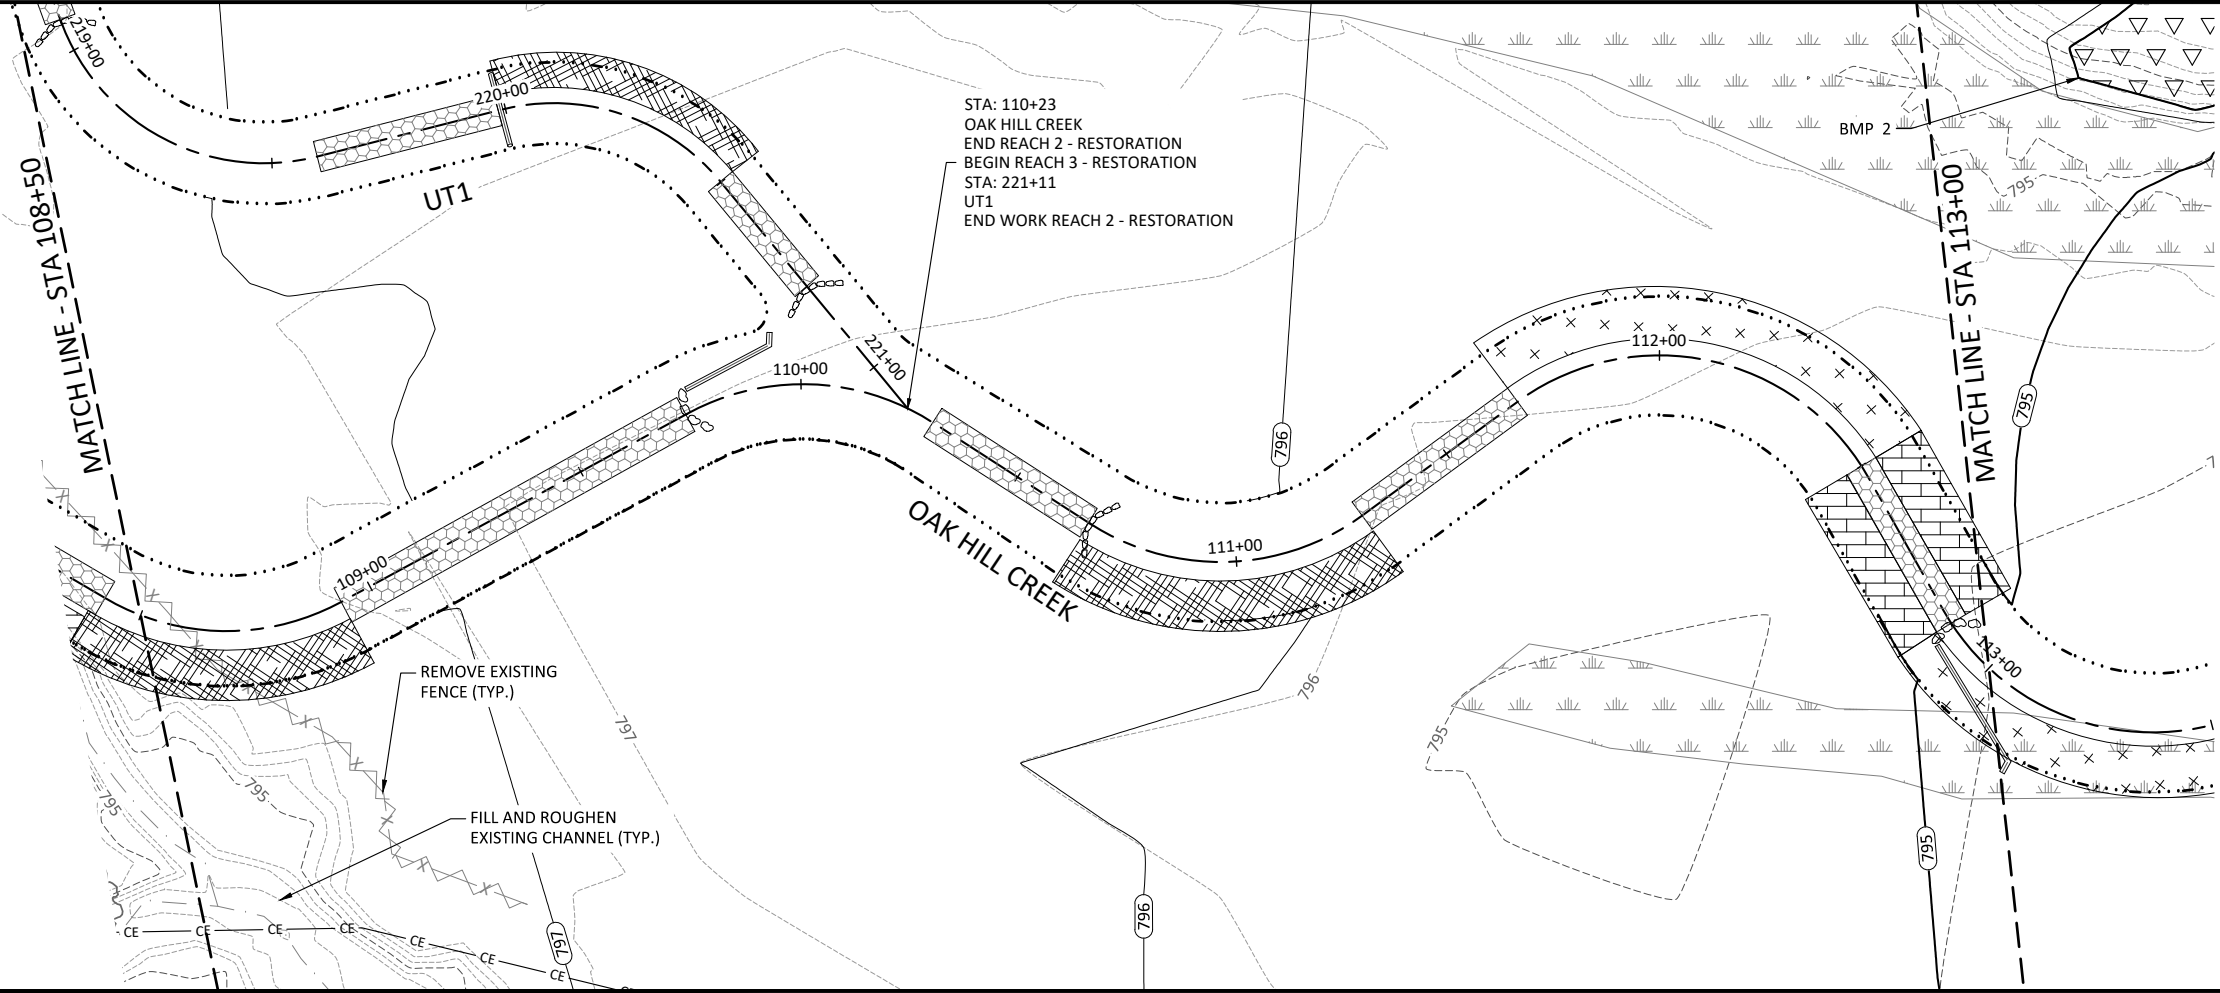 219+00
220+00
UT1
MATCH LINE - STA 108+50
STA: 110+23
OAK HILL CREEK
END REACH 2 - RESTORATION
BEGIN REACH 3 - RESTORATION
STA: 221+11
UT1
END WORK REACH 2 - RESTORATION
BMP 2
795
MATCH LINE - STA 113+00
221+00
110+00
112+00
795
796
OAK HILL CREEK
111+00
109+00
113+00
REMOVE EXISTING
FENCE (TYP.)
797
796
795
795
795
FILL AND ROUGHEN
EXISTING CHANNEL (TYP.)
795
796
797
CE
CE
CE
CE
CE
CE
CE